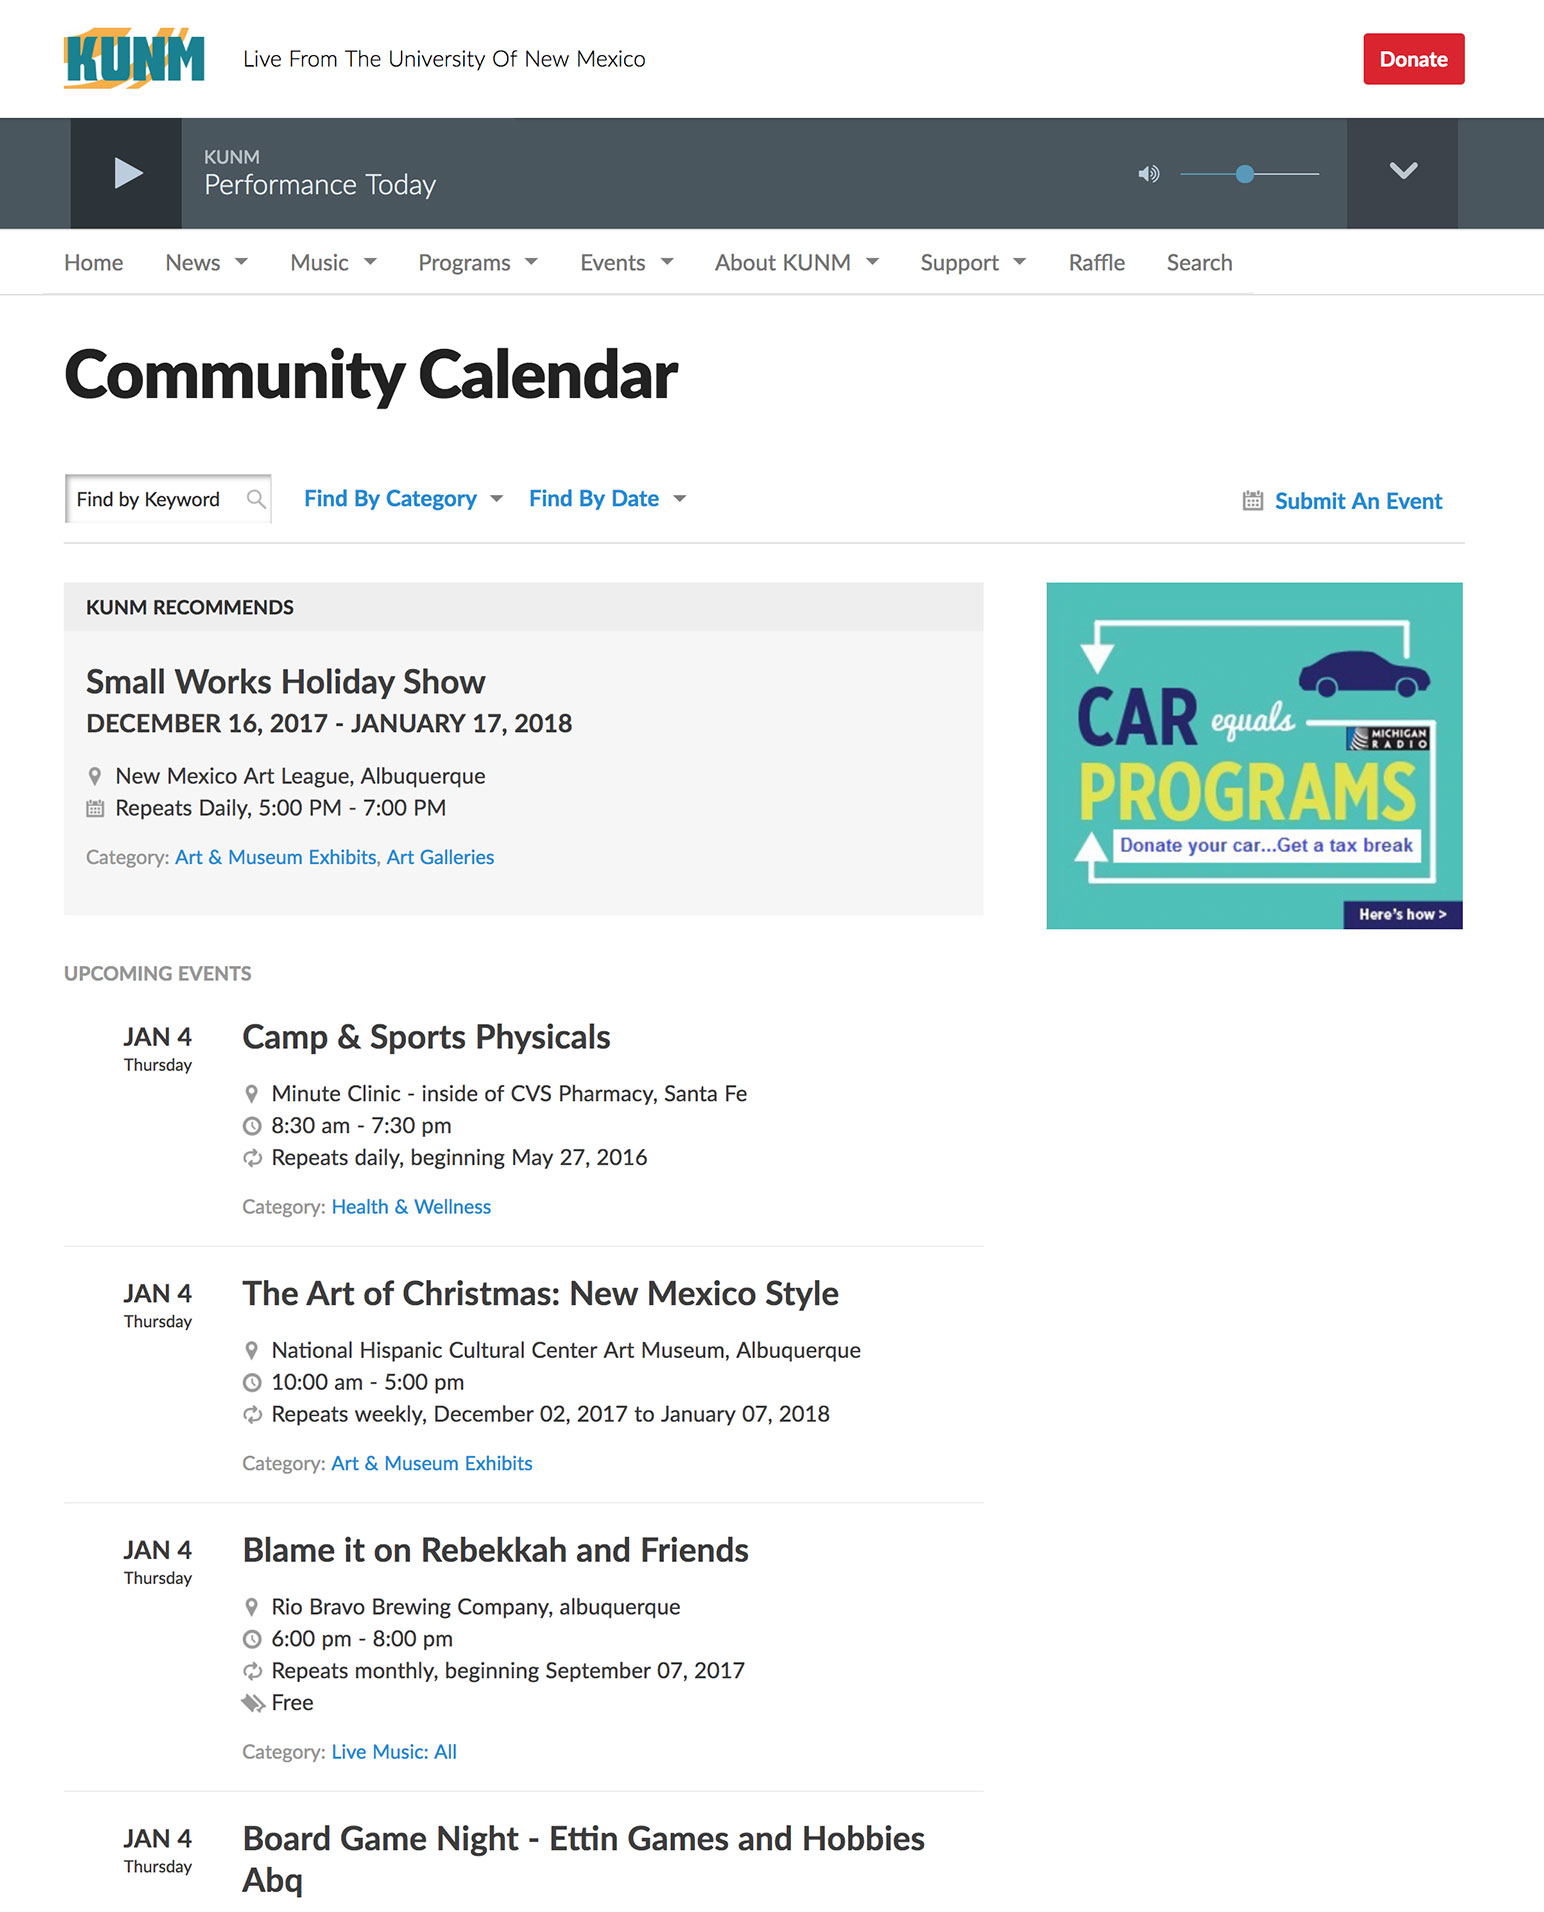 KUNM
Live From The University Of New Mexico
Donate
KUNM
Performance Today
Home News Music Programs Events About KUNM Support Raffle Search
Community Calendar
Find by Keyword Find By Category Find By Date Submit An Event
KUNM RECOMMENDS
Small Works Holiday Show
DECEMBER 16, 2017 - JANUARY 17, 2018
New Mexico Art League, Albuquerque
Repeats Daily, 5:00 PM - 7:00 PM
Category: Art & Museum Exhibits, Art Galleries
CAR equals
MICHIGAN
RADIO
PROGRAMS
Donate your car...Get a tax break
Here's how >
UPCOMING EVENTS
JAN 4
Thursday
Camp & Sports Physicals
Minute Clinic - inside of CVS Pharmacy, Santa Fe
8:30 am - 7:30 pm
Repeats daily, beginning May 27, 2016
Category: Health & Wellness
JAN 4
Thursday
The Art of Christmas: New Mexico Style
National Hispanic Cultural Center Art Museum, Albuquerque
10:00 am - 5:00 pm
Repeats weekly, December 02, 2017 to January 07, 2018
Category: Art & Museum Exhibits
JAN 4
Thursday
Blame it on Rebekkah and Friends
Rio Bravo Brewing Company, albuquerque
6:00 pm - 8:00 pm
Repeats monthly, beginning September 07, 2017
Free
Category: Live Music: All
JAN 4
Thursday
Board Game Night - Ettin Games and Hobbies
Abq